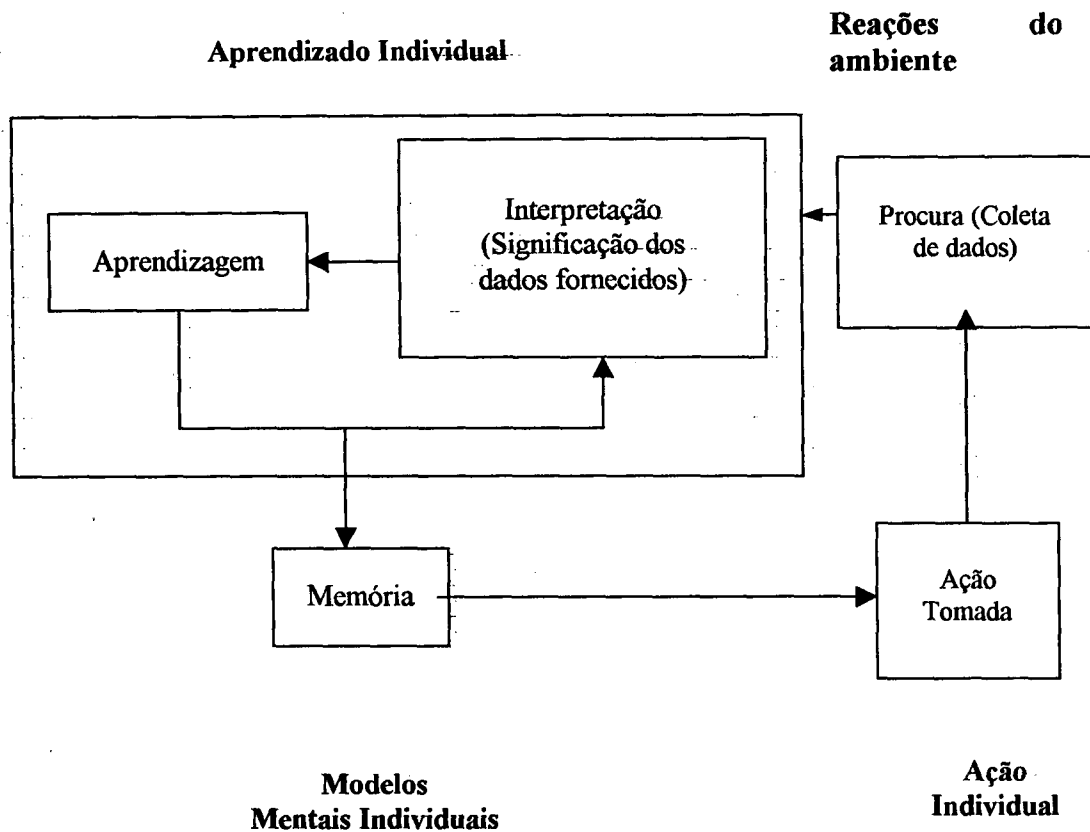 Aprendizado Individual
Reações do
ambiente
Aprendizagem
Interpretação
(Significação dos
dados fornecidos)
Procura (Coleta
de dados)
Memória
Ação
Tomada
Modelos
Mentais Individuais
Ação
Individual